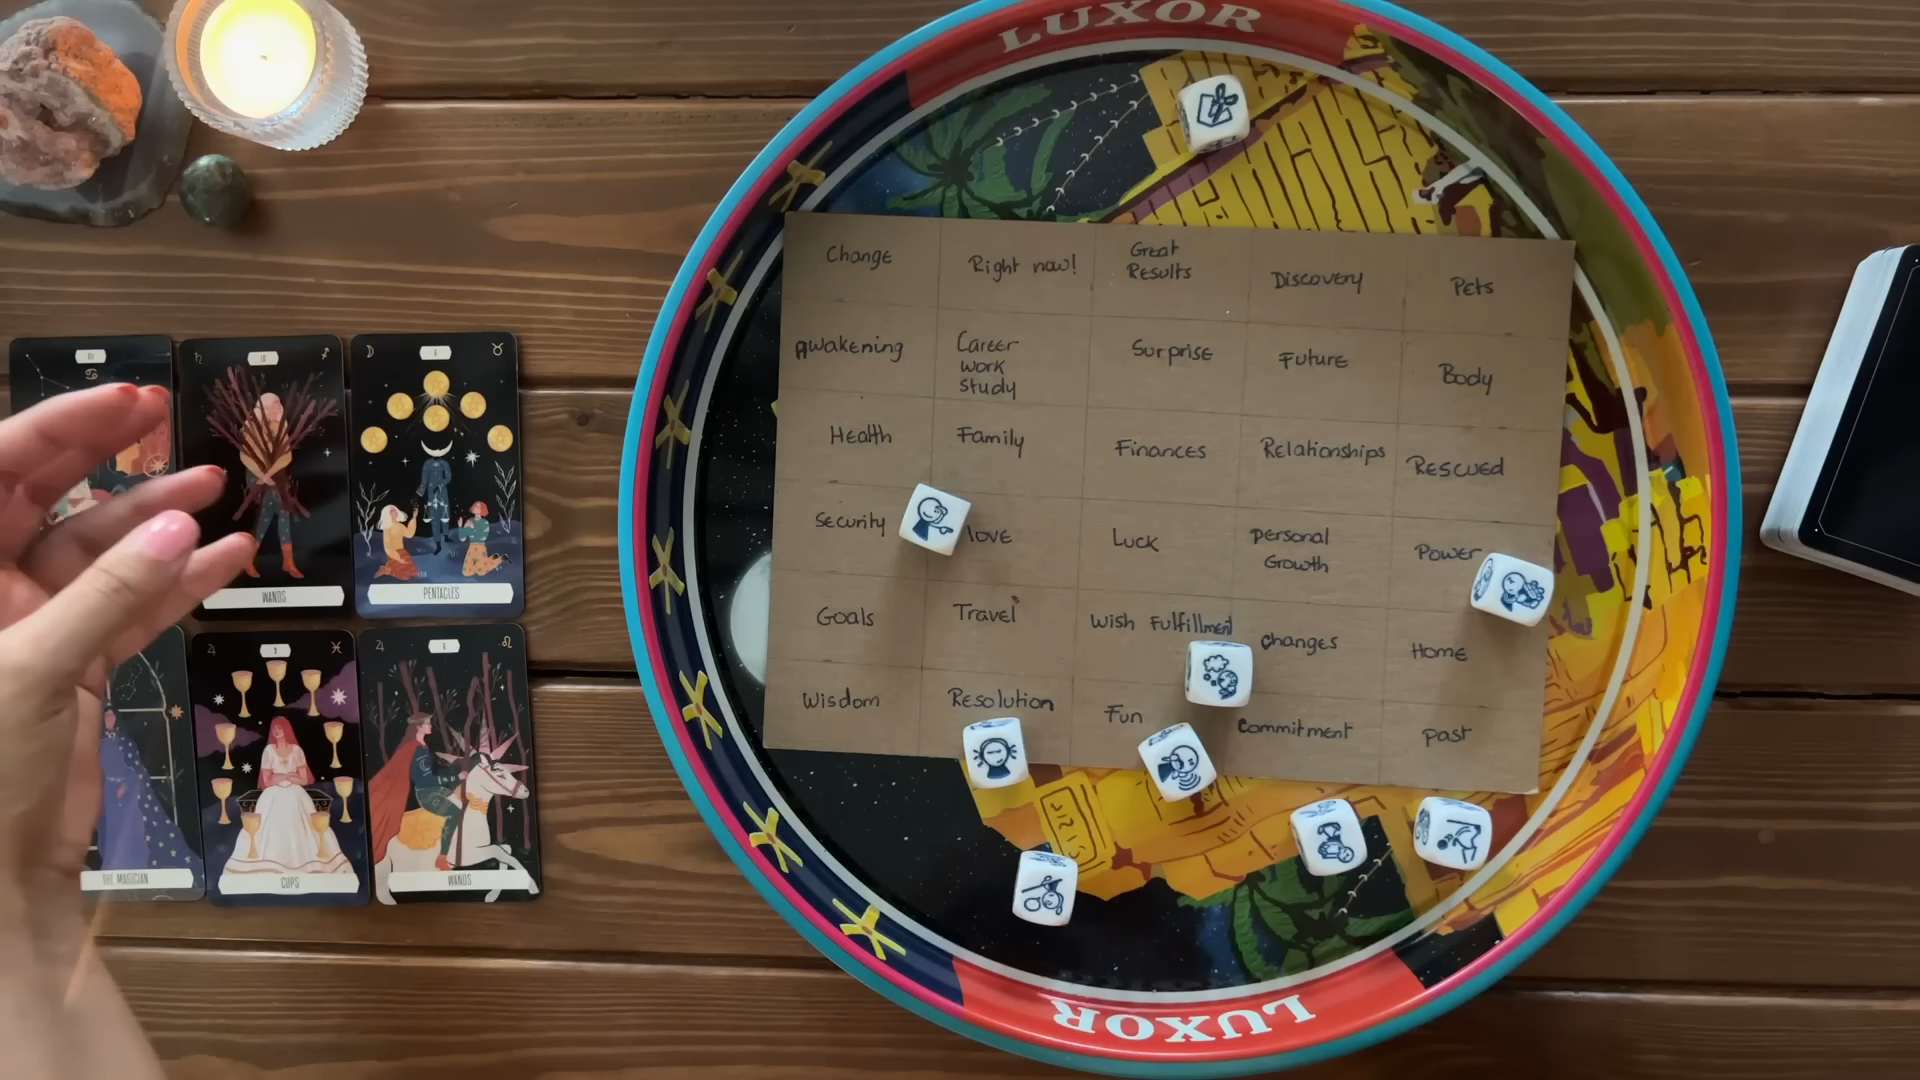 LUXOR
Change
Right now!
Great
Results
Discovery
Pets
Awakening
Career
Work
Study
Surprise
Future
Body
Health
Family
Finances
Relationships
RESCUED
Security
love
Luck
Personal
Growth
Power
Goals
Travel
Wish Fulfillment
Changes
Home
Wisdom
Resolution
Fun
Commitment
Past
WANDS
PENTACLES
THE MAGICIAN
CUPS
WANDS
LUXOR